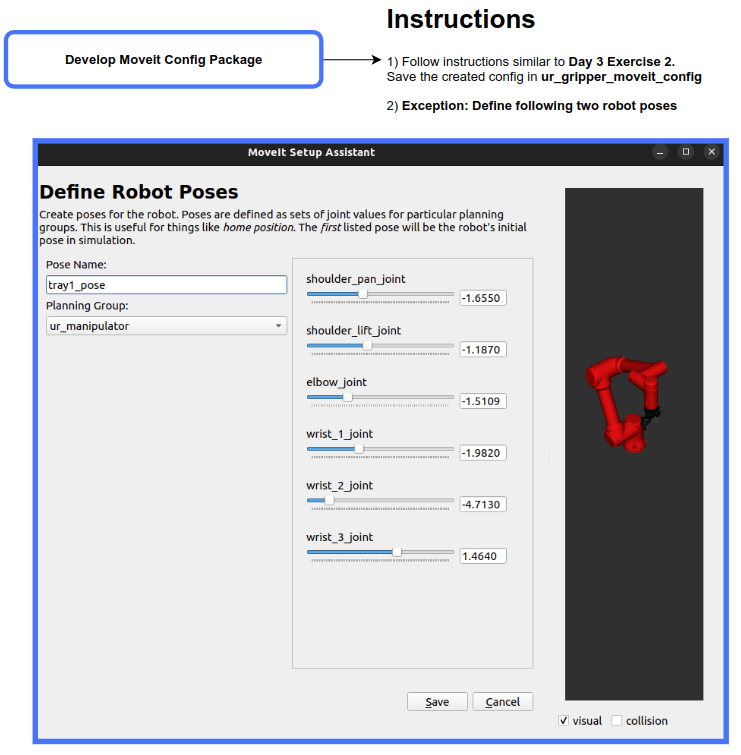 Instructions
Develop Moveit Config Package
1) Follow instructions similar to Day 3 Exercise 2.
Save the created config in ur_gripper_moveit_config
2) Exception: Define following two robot poses
MoveIt Setup Assistant
Define Robot Poses
Create poses for the robot. Poses are defined as sets of joint values for particular planning
groups. This is useful for things like home position. The first listed pose will be the robot's initial
pose in simulation.
Pose Name:
tray1_pose
Planning Group:
ur_manipulator
shoulder_pan_joint
-1.6550
shoulder_lift_joint
-1.1870
elbow_joint
-1.5109
wrist_1_joint
-1.9820
wrist_2_joint
-4.7130
wrist_3_joint
1.4640
Save
Cancel
visual
collision